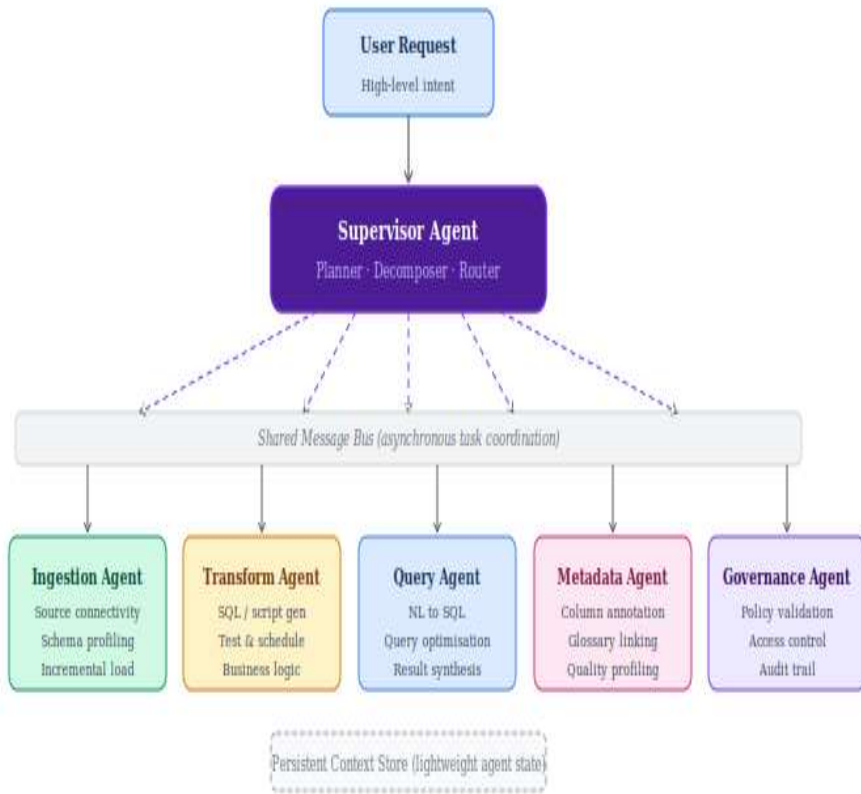 User Request
High-level intent
Supervisor Agent
Planner · Decomposer · Router
Shared Message Bus (asynchronous task coordination)
Ingestion Agent
Source connectivity
Schema profiling
Incremental load
Transform Agent
SQL / script gen
Test & schedule
Business logic
Query Agent
NL to SQL
Query optimisation
Result synthesis
Metadata Agent
Column annotation
Glossary linking
Quality profiling
Governance Agent
Policy validation
Access control
Audit trail
Persistent Context Store (lightweight agent state)